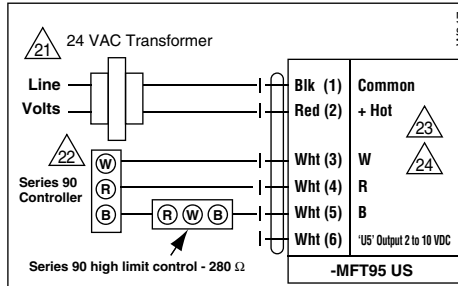 21 24 VAC Transformer
Line
Volts
Blk (1) Common
Red (2) + Hot
23
22
Series 90
Controller
W
R
B
R W B
Wht (3) W
24
Wht (4) R
Wht (5) B
Wht (6) ‘U5’ Output 2 to 10 VDC
Series 90 high limit control - 280 Ω
-MFT95 US